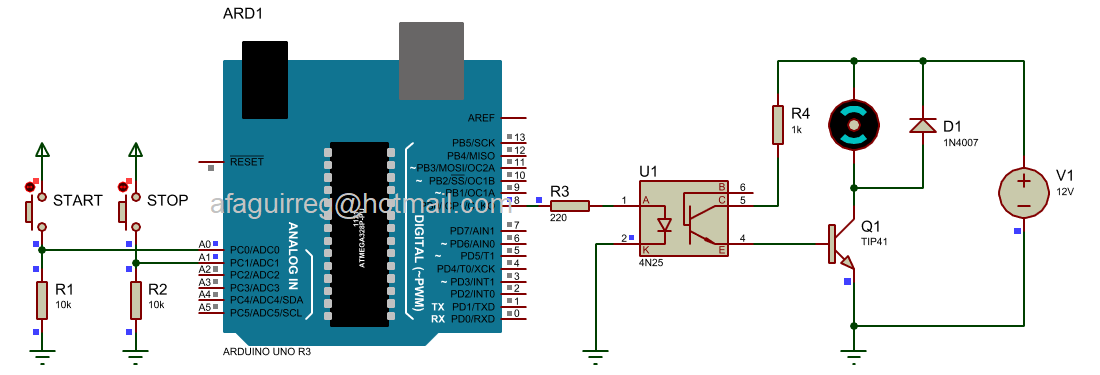 ARD1
AREF
RESET
PB5/SCK 13
PB4/MISO 12
~ PB3/MOSI/OC2A 11
~ PB2/SS/OC1B 10
~ PB1/OC1A 9
8
PD7/AIN1 7
~ PD6/AIN0 6
~ PD5/T1 5
PD4/T0/XCK 4
~ PD3/INT1 3
PD2/INT0 2
TX PD1/TXD 1
RX PD0/RXD 0
DIGITAL (~PWM)
ANALOG IN
ATMEGA328P-PU
A0 PC0/ADC0
A1 PC1/ADC1
A2 PC2/ADC2
A3 PC3/ADC3
A4 PC4/ADC4/SDA
A5 PC5/ADC5/SCL
ARDUINO UNO R3
afaguirreg@hotmail.com
START
STOP
R1
10k
R2
10k
R3
220
U1
1 A
2 K
B 6
C 5
E 4
4N25
R4
1k
D1
1N4007
Q1
TIP41
V1
12V